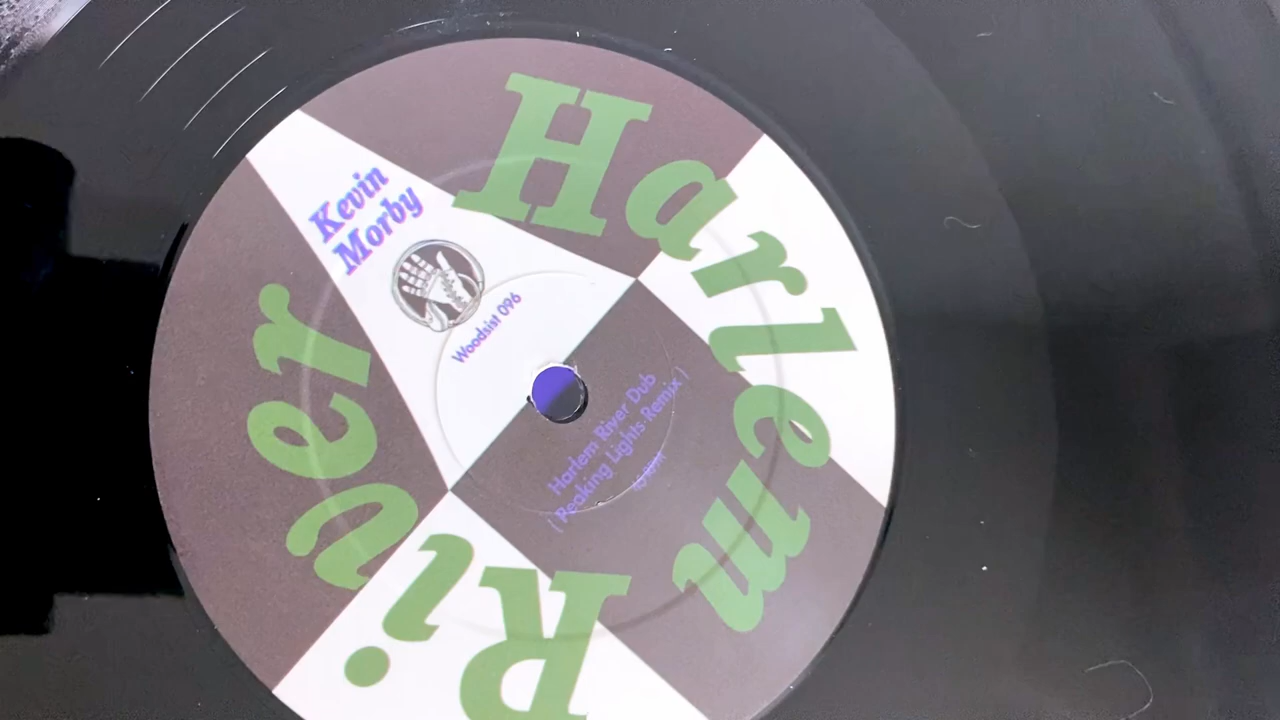 Harlem
River
Kevin
Morby
Woodsist 096
Harlem River Dub
( Peaking Lights Remix )